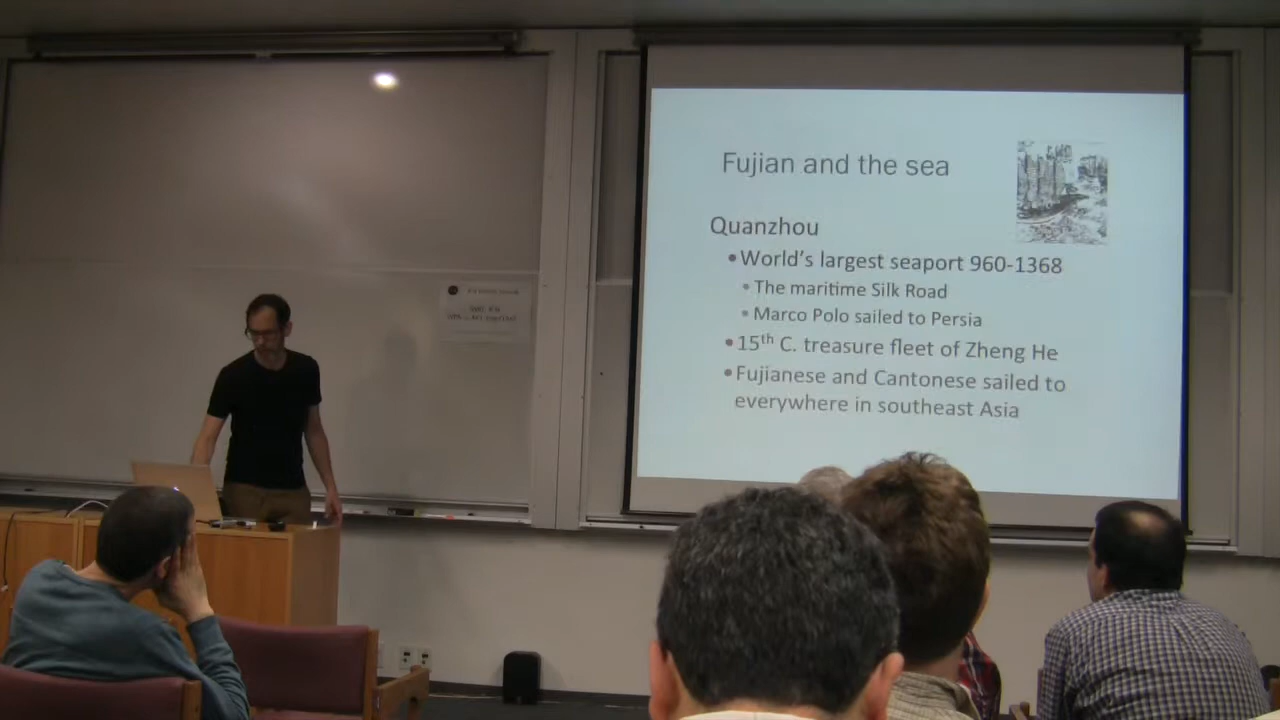 Fujian and the sea
Quanzhou
•World's largest seaport 960-1368
•The maritime Silk Road
•Marco Polo sailed to Persia
•15th C. treasure fleet of Zheng He
•Fujianese and Cantonese sailed to
everywhere in southeast Asia